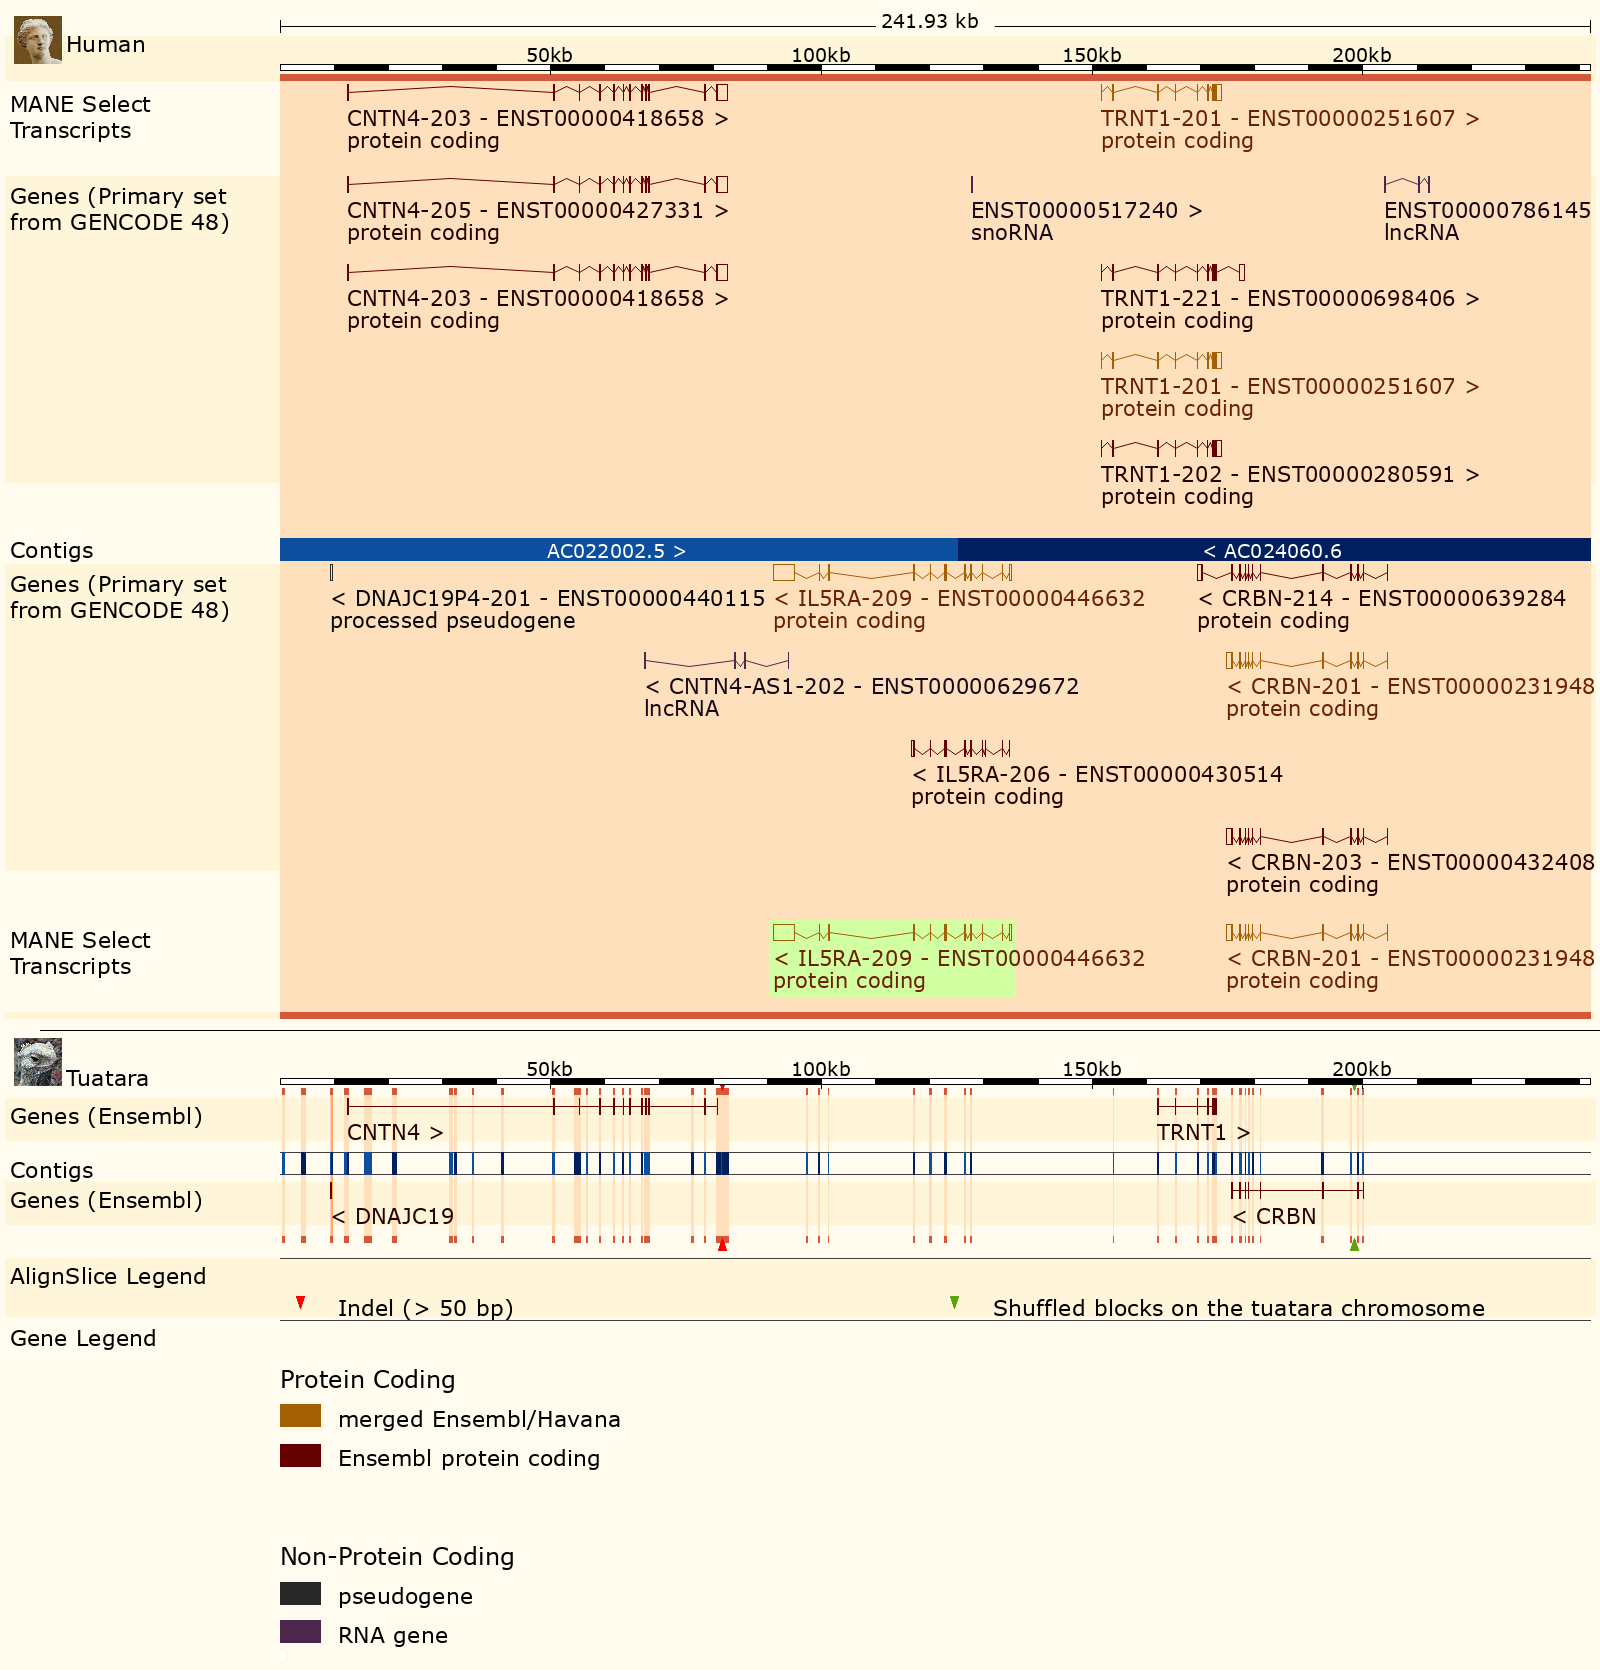 241.93 kb
Human
50kb 100kb 150kb 200kb
MANE Select
Transcripts
CNTN4-203 - ENST00000418658 > TRNT1-201 - ENST00000251607 >
protein coding protein coding
Genes (Primary set
from GENCODE 48)
CNTN4-205 - ENST00000427331 > ENST00000517240 > ENST00000786145
protein coding snoRNA lncRNA
CNTN4-203 - ENST00000418658 > TRNT1-221 - ENST00000698406 >
protein coding protein coding
TRNT1-201 - ENST00000251607 >
protein coding
TRNT1-202 - ENST00000280591 >
protein coding
Contigs AC022002.5 > < AC024060.6
Genes (Primary set
from GENCODE 48)
< DNAJC19P4-201 - ENST00000440115 < IL5RA-209 - ENST00000446632 < CRBN-214 - ENST00000639284
processed pseudogene protein coding protein coding
< CNTN4-AS1-202 - ENST00000629672 < CRBN-201 - ENST00000231948
lncRNA protein coding
< IL5RA-206 - ENST00000430514
protein coding
< CRBN-203 - ENST00000432408
protein coding
MANE Select
Transcripts
< IL5RA-209 - ENST00000446632 < CRBN-201 - ENST00000231948
protein coding protein coding
Tuatara
50kb 100kb 150kb 200kb
Genes (Ensembl)
CNTN4 > TRNT1 >
Contigs
Genes (Ensembl)
< DNAJC19 < CRBN
AlignSlice Legend
Indel (> 50 bp) Shuffled blocks on the tuatara chromosome
Gene Legend
Protein Coding
merged Ensembl/Havana
Ensembl protein coding
Non-Protein Coding
pseudogene
RNA gene